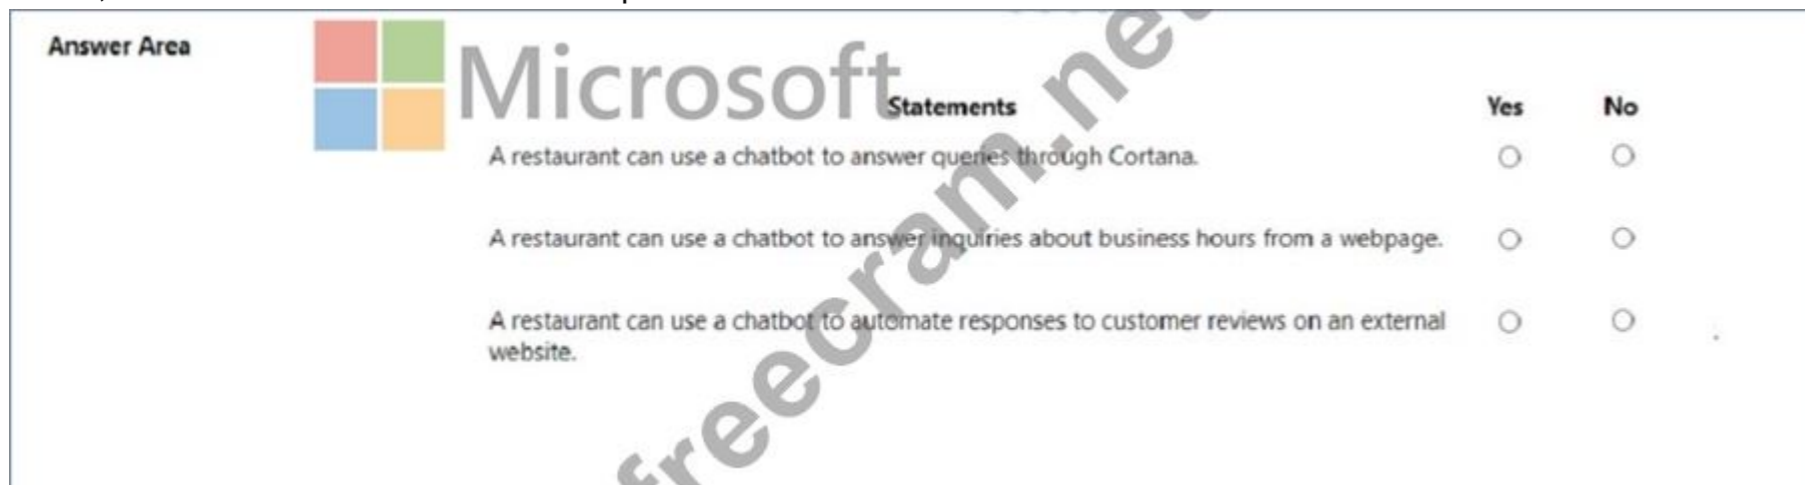 Answer Area
Microsoft
Statements Yes No
A restaurant can use a chatbot to answer queries through Cortana.
A restaurant can use a chatbot to answer inquiries about business hours from a webpage.
A restaurant can use a chatbot to automate responses to customer reviews on an external
website.
freecram.net